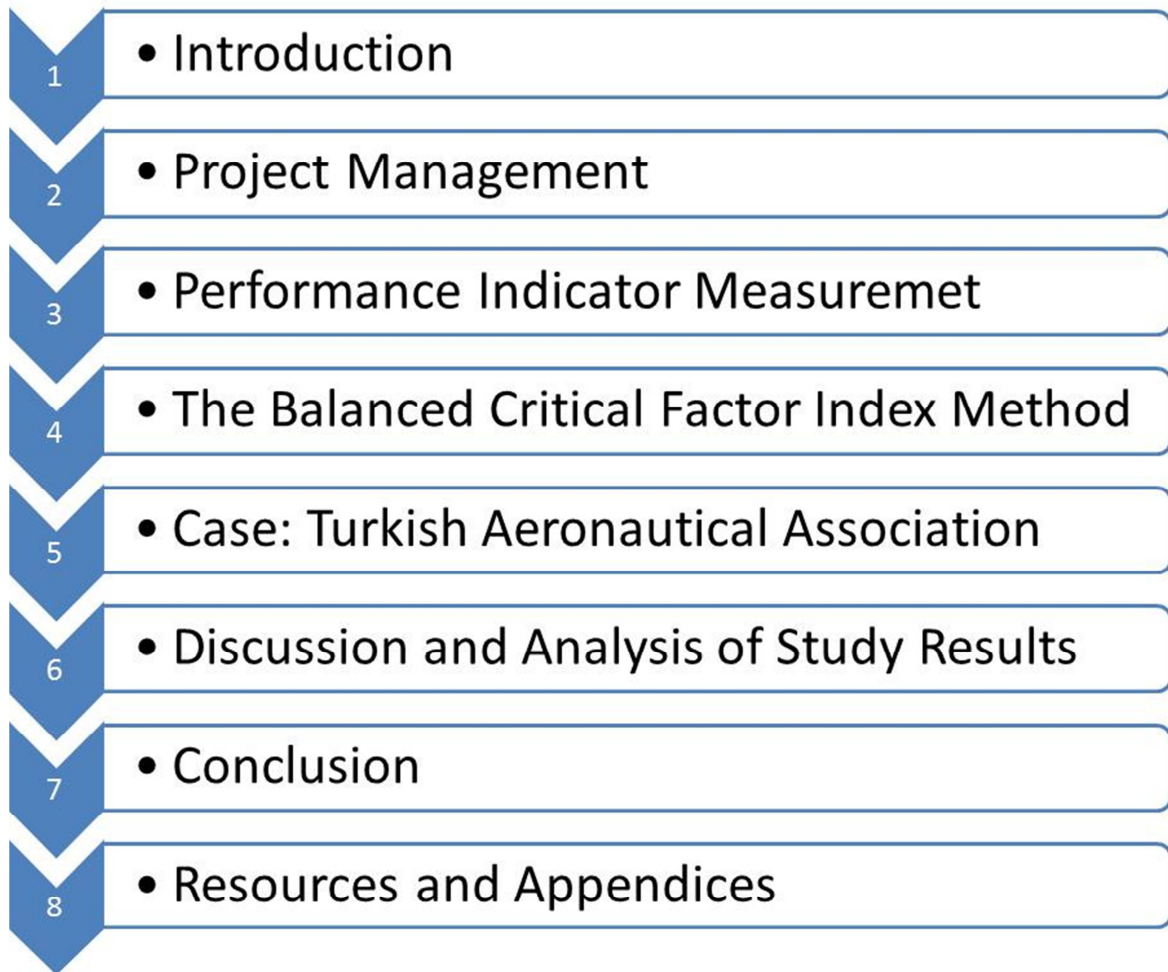 1
• Introduction
2
• Project Management
3
• Performance Indicator Measuremet
4
• The Balanced Critical Factor Index Method
5
• Case: Turkish Aeronautical Association
6
• Discussion and Analysis of Study Results
7
• Conclusion
8
• Resources and Appendices